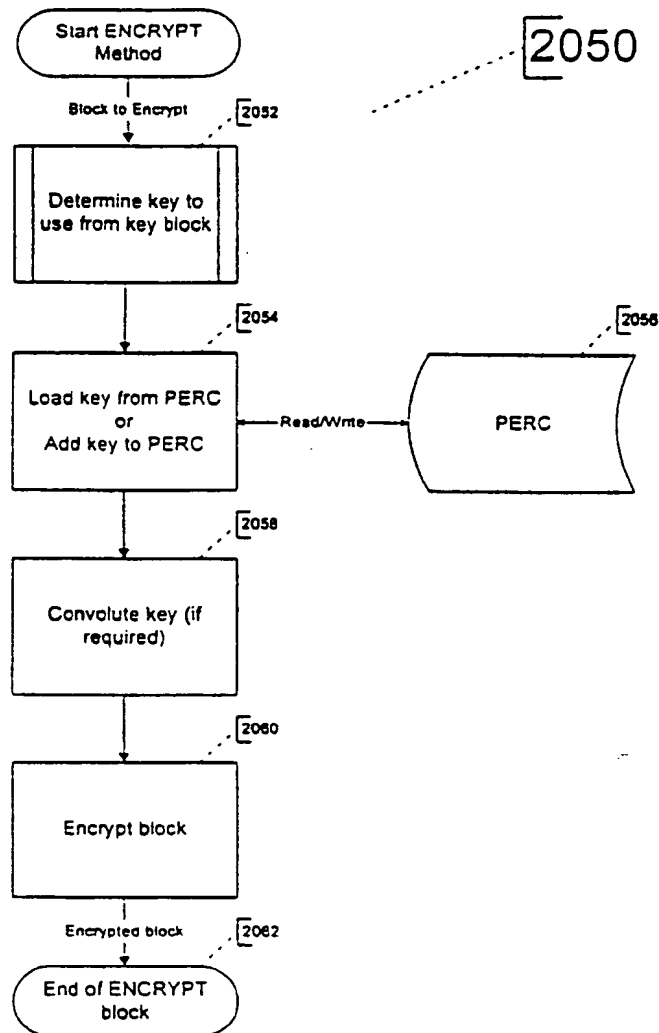 Start ENCRYPT
Method
2050
Block to Encrypt
2052
Determine key to
use from key block
2054
2056
Load key from PERC
or
Add key to PERC
Read/Write
PERC
2058
Convolute key (if
required)
2060
Encrypt block
Encrypted block
2062
End of ENCRYPT
block